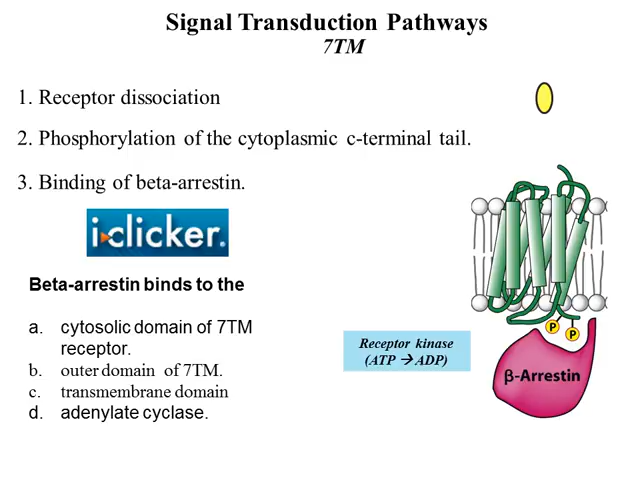 Signal Transduction Pathways
7TM
1. Receptor dissociation
2. Phosphorylation of the cytoplasmic c-terminal tail.
3. Binding of beta-arrestin.
i-clicker.
Beta-arrestin binds to the
a. cytosolic domain of 7TM
receptor.
b. outer domain of 7TM.
c. transmembrane domain
d. adenylate cyclase.
Receptor kinase
(ATP → ADP)
P
P
β-Arrestin